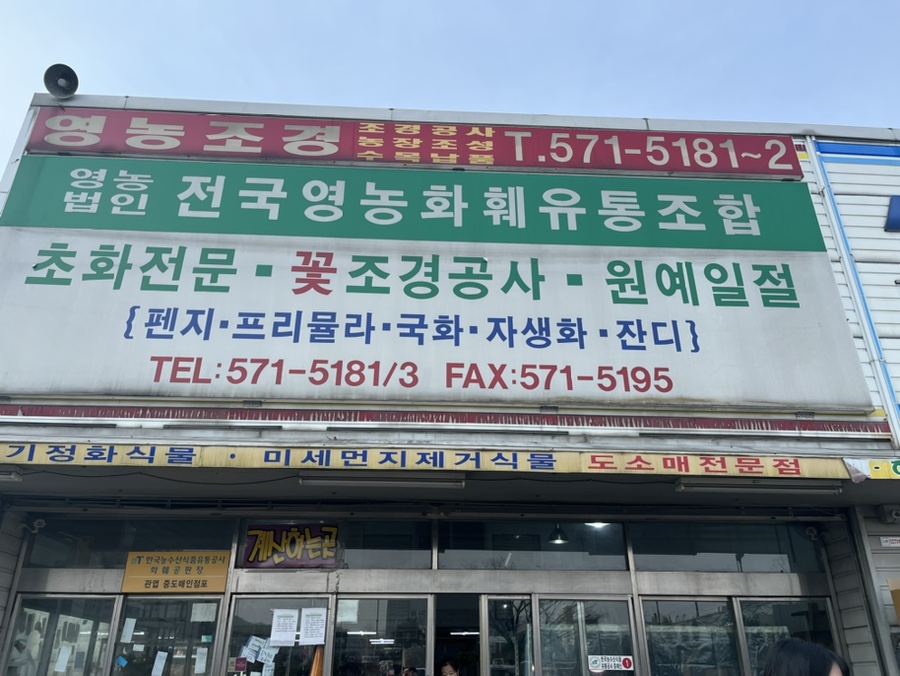 영농조경 조경공사 T.571-5181~2
농장조성
수목납품
영농
법인 전국영농화훼유통조합
초화전문·꽃조경공사·원예일절
{펜지·프리뮬라·국화·자생화·잔디}
TEL:571-5181/3 FAX:571-5195
기정화식물 · 미세먼지제거식물 도소매전문점
계산하는곳
aT 한국농수산식품유통공사
화훼공판장
관엽 중도매인점포